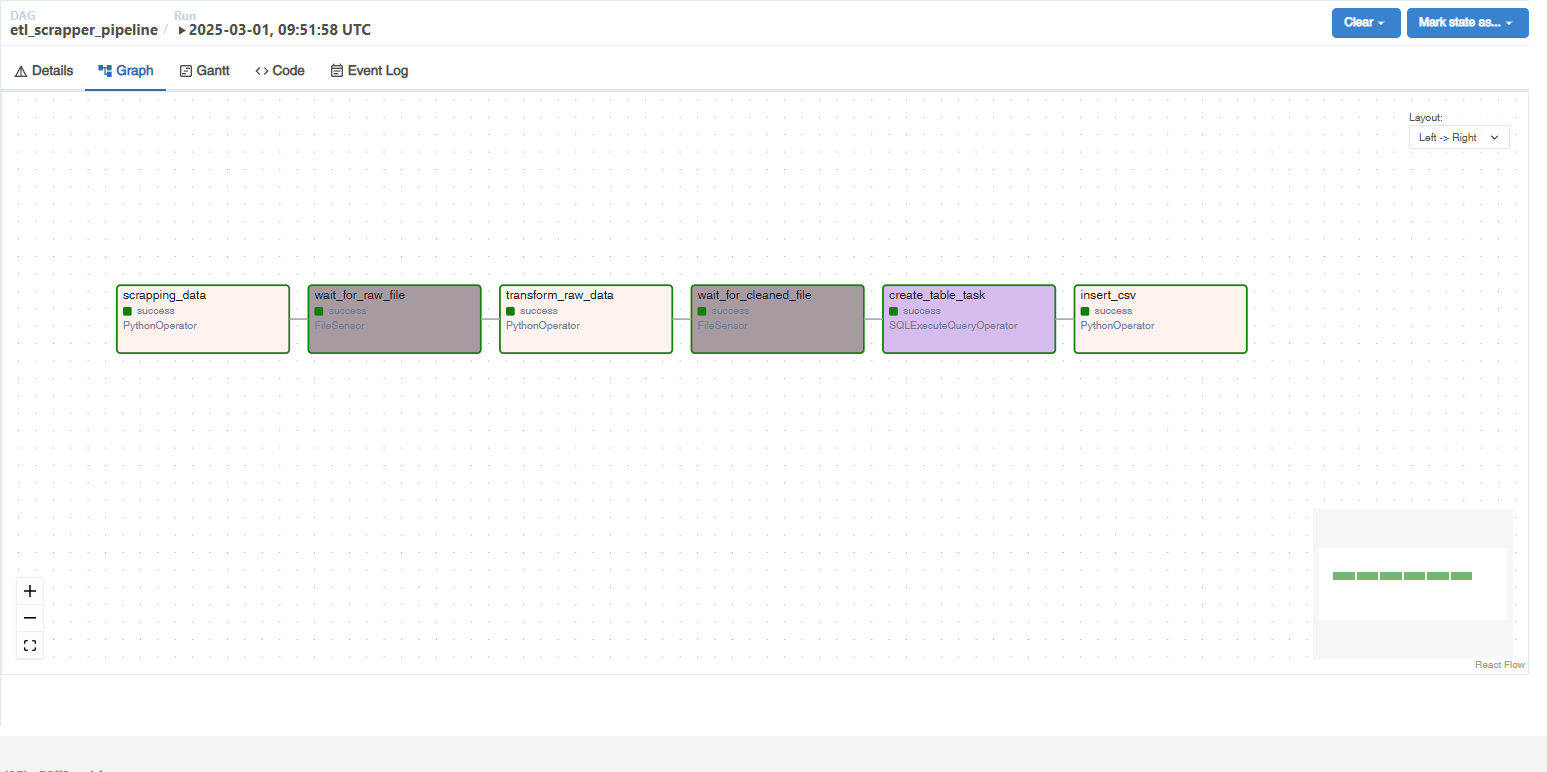 DAG
etl_scrapper_pipeline / Run
2025-03-01, 09:51:58 UTC
Clear
Mark state as...
Details
Graph
Gantt
Code
Event Log
Layout:
Left -> Right
scrapping_data
success
PythonOperator
wait_for_raw_file
success
FileSensor
transform_raw_data
success
PythonOperator
wait_for_cleaned_file
success
FileSensor
create_table_task
success
SQLExecuteQueryOperator
insert_csv
success
PythonOperator
React Flow